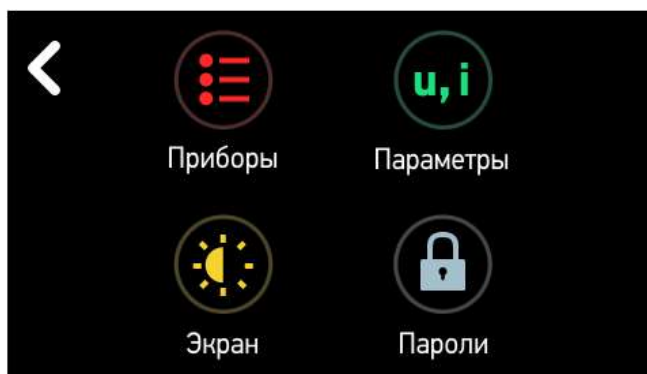 u, i
Приборы
Параметры
Экран
Пароли